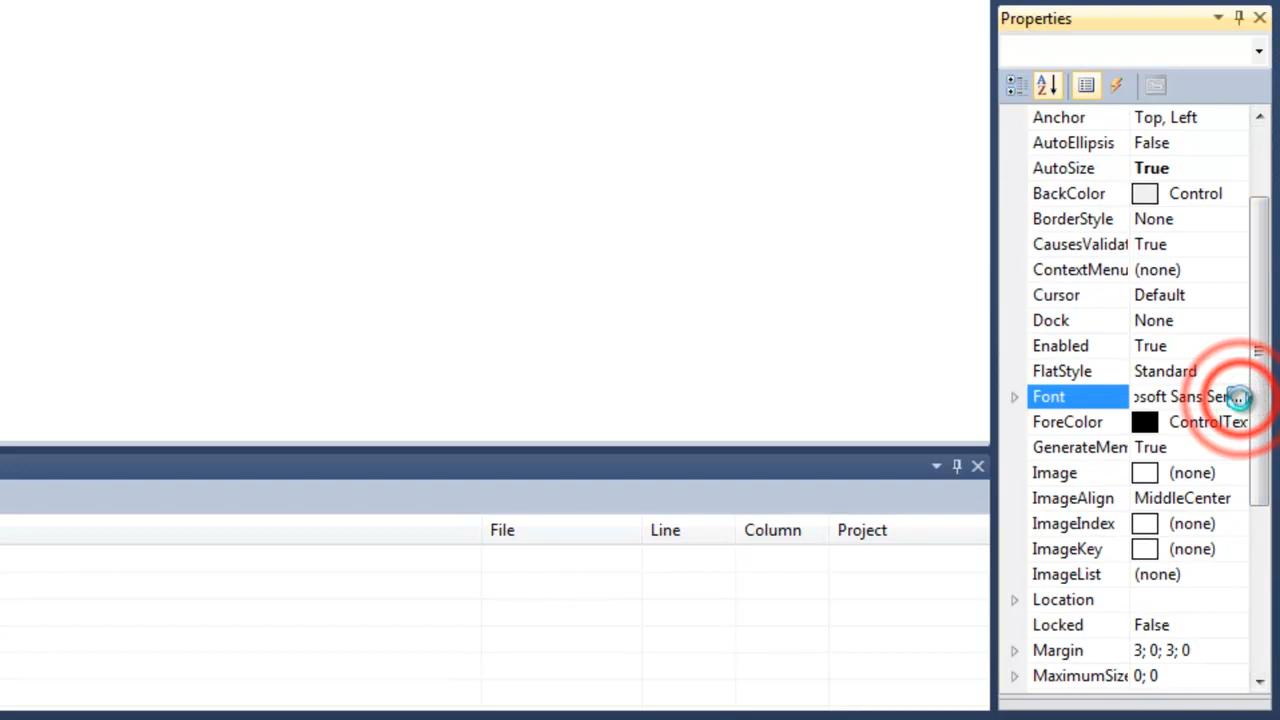 Properties
Anchor Top, Left
AutoEllipsis False
AutoSize True
BackColor Control
BorderStyle None
CausesValidat True
ContextMenu (none)
Cursor Default
Dock None
Enabled True
FlatStyle Standard
Font osoft Sans Ser ...
ForeColor ControlTex
GenerateMem True
Image (none)
ImageAlign MiddleCenter
ImageIndex (none)
ImageKey (none)
ImageList (none)
Location
Locked False
Margin 3; 0; 3; 0
MaximumSize 0; 0
File Line Column Project